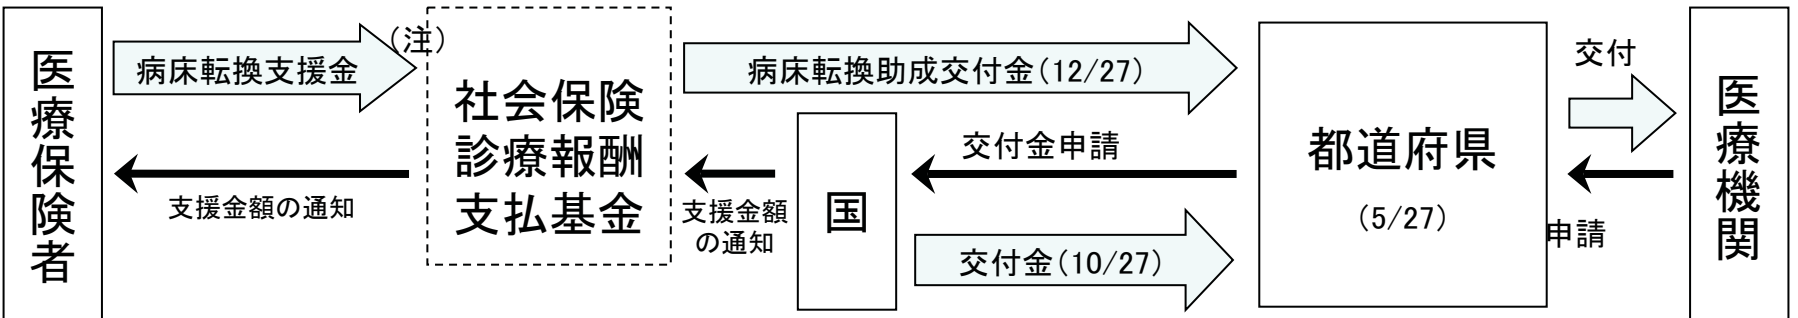 医療保険者
病床転換支援金
(注)
支援金額の通知
社会保険
診療報酬
支払基金
病床転換助成交付金(12/27)
支援金額
の通知
国
交付金申請
交付金(10/27)
都道府県
(5/27)
交付
申請
医療機関